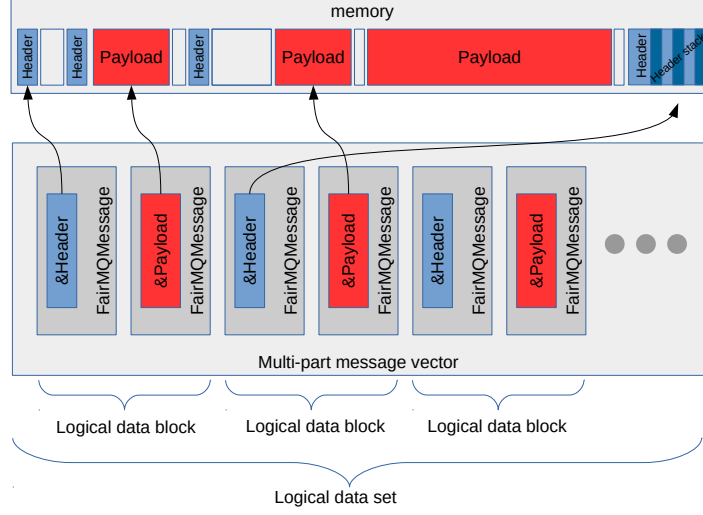 memory
Header
Header
Payload
Header
Payload
Payload
Header
Header stack
&Header
FairMQMessage
&Payload
FairMQMessage
&Header
FairMQMessage
&Payload
FairMQMessage
&Header
FairMQMessage
&Payload
FairMQMessage
Multi-part message vector
Logical data block
Logical data block
Logical data block
Logical data set